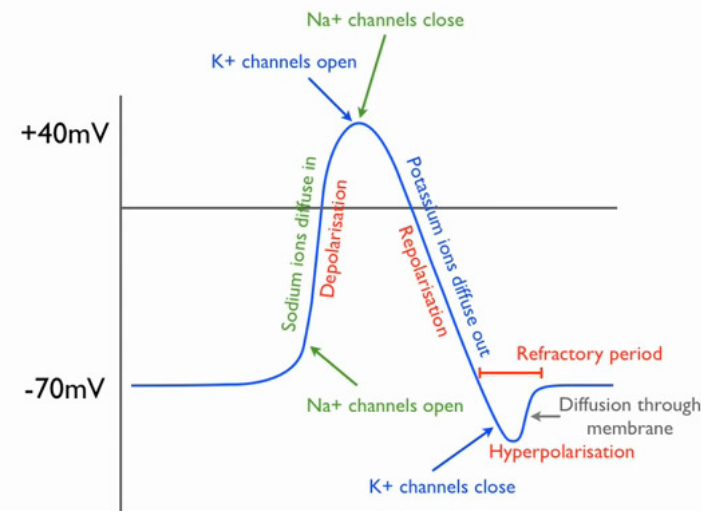 Na+ channels close
K+ channels open
+40mV
Sodium ions diffuse in
Depolarisation
Potassium ions diffuse out
Repolarisation
Refractory period
-70mV
Na+ channels open
Diffusion through
membrane
Hyperpolarisation
K+ channels close